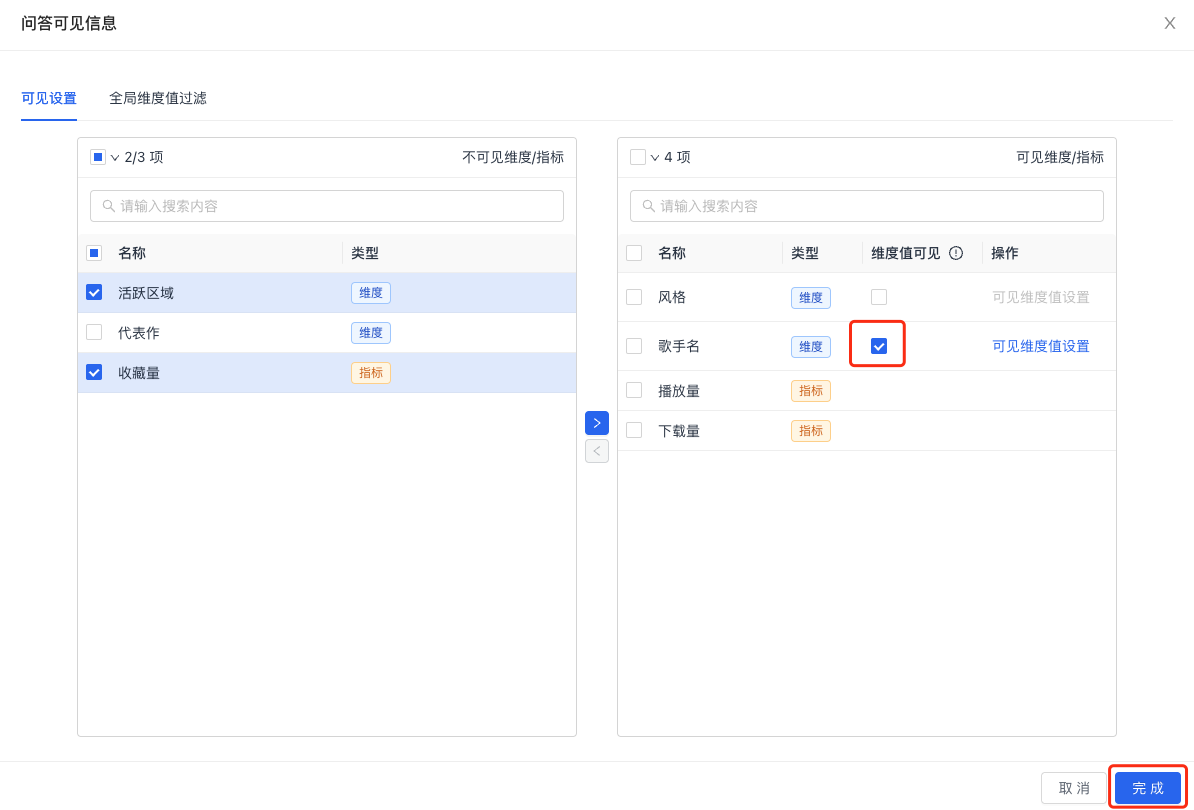 问答可见信息
可见设置 全局维度值过滤
2/3 项 不可见维度/指标
请输入搜索内容
名称 类型
活跃区域 维度
代表作 维度
收藏量 指标
4 项 可见维度/指标
请输入搜索内容
名称 类型 维度值可见 操作
风格 维度 可见维度值设置
歌手名 维度 可见维度值设置
播放量 指标
下载量 指标
取消 完成